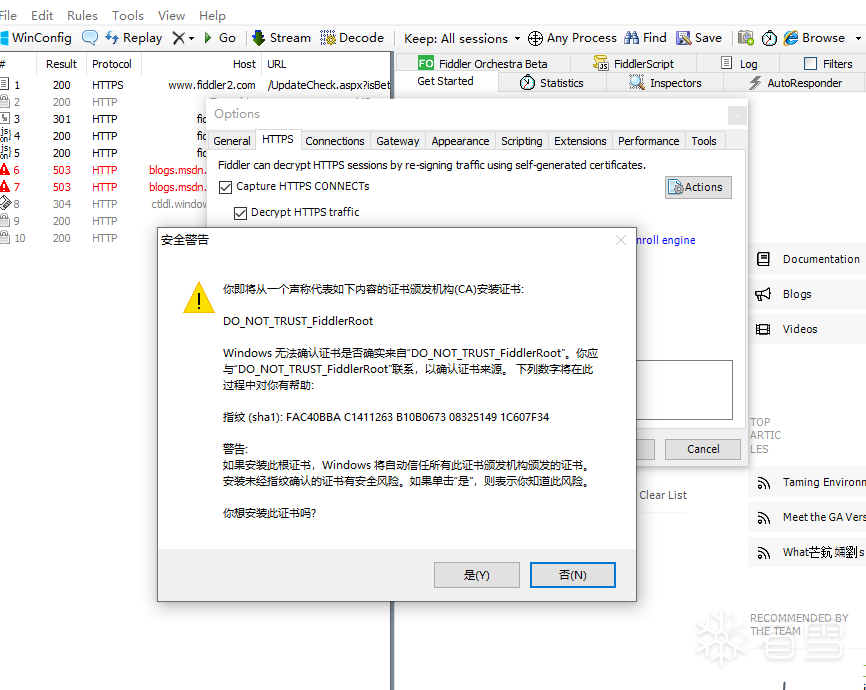 File Edit Rules Tools View Help
WinConfig Replay Go Stream Decode Keep: All sessions Any Process Find Save Browse
# Result Protocol Host URL
1 200 HTTPS www.fiddler2.com /UpdateCheck.aspx?isBet
2 200 HTTP
3 301 HTTP fid
4 200 HTTP fic
5 200 HTTP fic
6 503 HTTP blogs.msdn.
7 503 HTTP blogs.msdn.
8 304 HTTP ctldl.window
9 200 HTTP
10 200 HTTP
FO Fiddler Orchestra Beta FiddlerScript Log Filters
Get Started Statistics Inspectors AutoResponder
Options
General HTTPS Connections Gateway Appearance Scripting Extensions Performance Tools
Fiddler can decrypt HTTPS sessions by re-signing traffic using self-generated certificates.
Capture HTTPS CONNECTs
Actions
Decrypt HTTPS traffic
nroll engine
安全警告
你即将从一个声称代表如下内容的证书颁发机构(CA)安装证书:
DO_NOT_TRUST_FiddlerRoot
Windows 无法确认证书是否确实来自“DO_NOT_TRUST_FiddlerRoot”。你应
与“DO_NOT_TRUST_FiddlerRoot”联系，以确认证书来源。 下列数字将在此
过程中对你有帮助:
指纹 (sha1): FAC40BBA C1411263 B10B0673 08325149 1C607F34
警告:
如果安装此根证书，Windows 将自动信任所有此证书颁发机构颁发的证书。
安装未经指纹确认的证书有安全风险。如果单击“是”，则表示你知道此风险。
你想安装此证书吗?
是(Y) 否(N)
Cancel
Clear List
Documentation
Blogs
Videos
TOP
ARTIC
LES
Taming Environm
Meet the GA Vers
What芒鈧
RECOMMENDED BY
THE TEAM
看雪